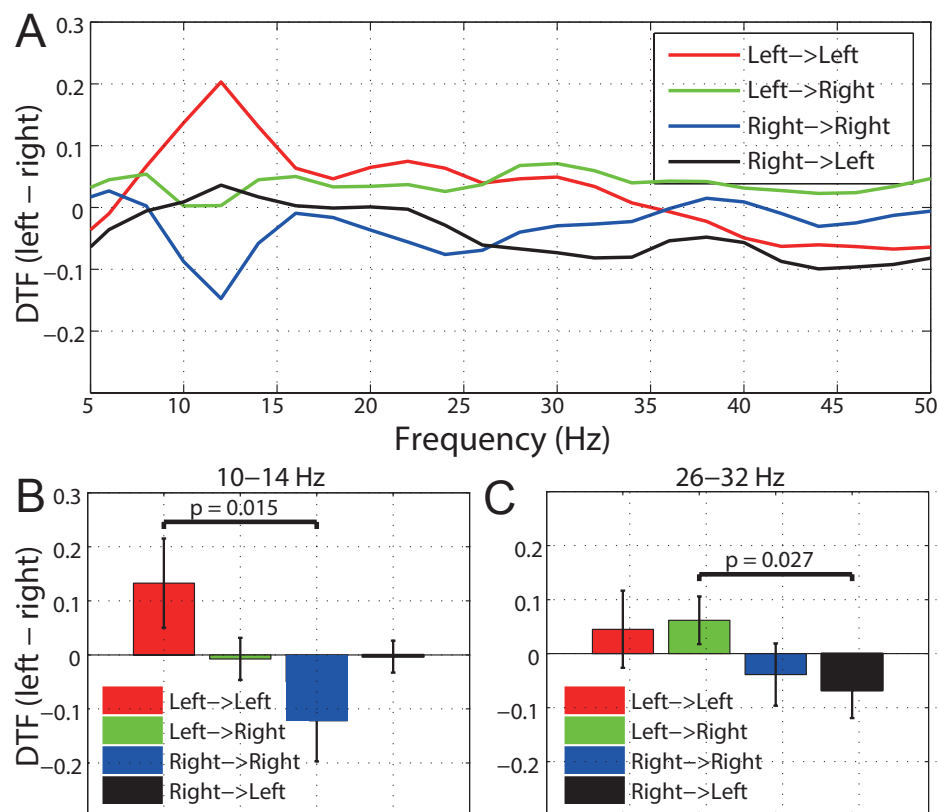 A
0.3
0.2
0.1
0
−0.1
−0.2
DTF (left − right)
Left−>Left
Left−>Right
Right−>Right
Right−>Left
5 10 15 20 25 30 35 40 45 50
Frequency (Hz)
B
10−14 Hz
0.3
0.2
0.1
0
−0.1
−0.2
DTF (left − right)
p = 0.015
Left−>Left
Left−>Right
Right−>Right
Right−>Left
C
26−32 Hz
0.2
0.1
0
−0.1
−0.2
p = 0.027
Left−>Left
Left−>Right
Right−>Right
Right−>Left